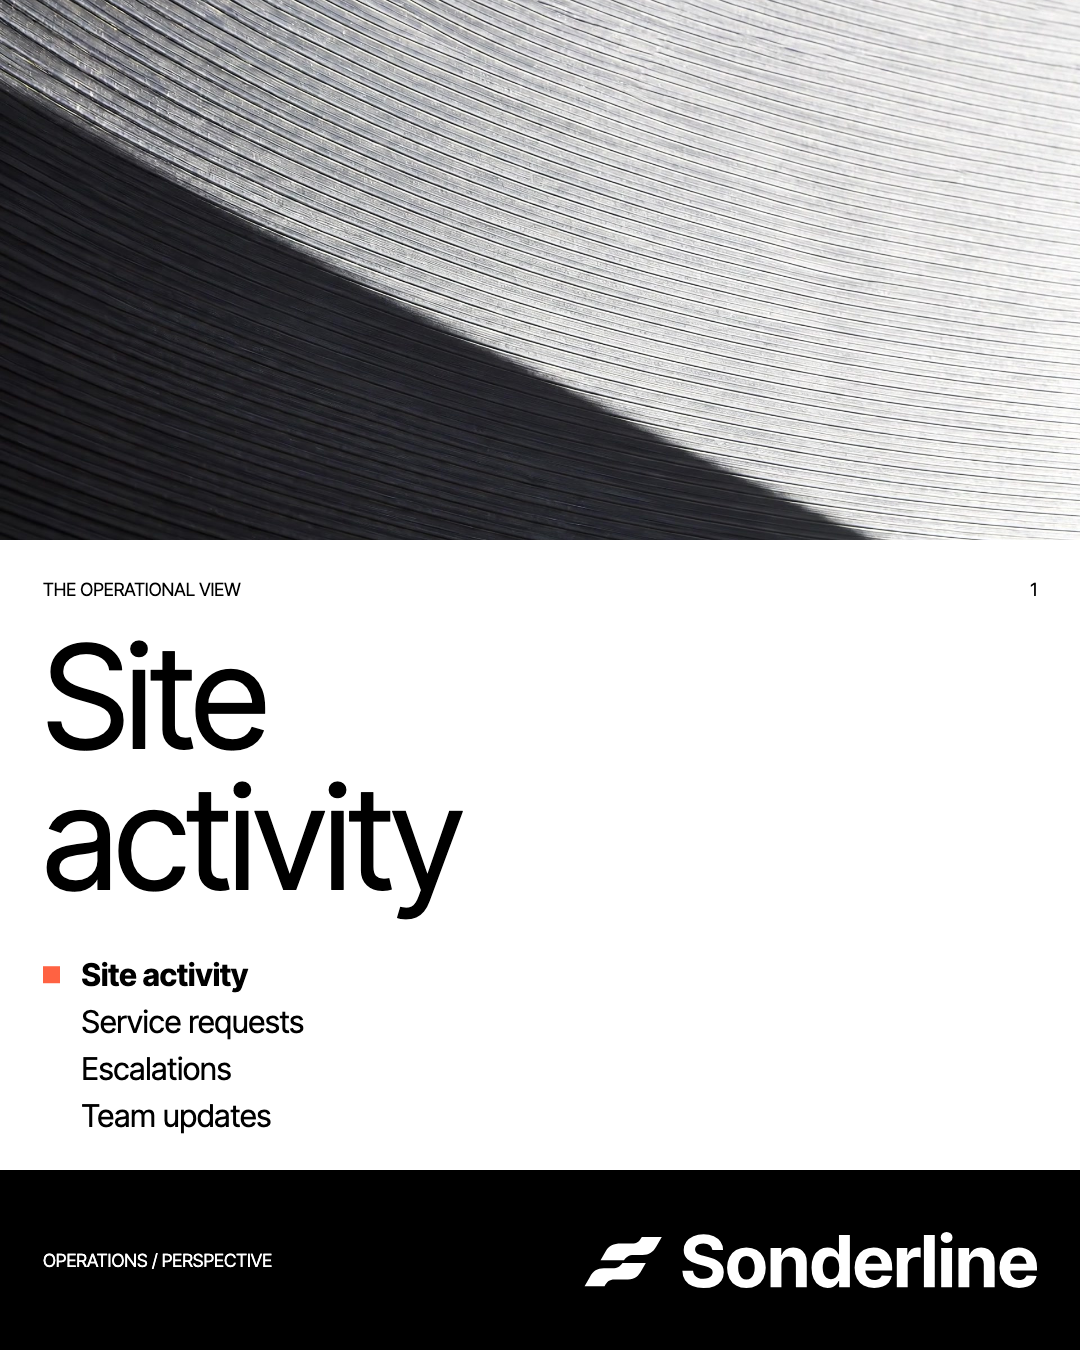 THE OPERATIONAL VIEW
1
Site
activity
Site activity
Service requests
Escalations
Team updates
OPERATIONS / PERSPECTIVE
Sonderline